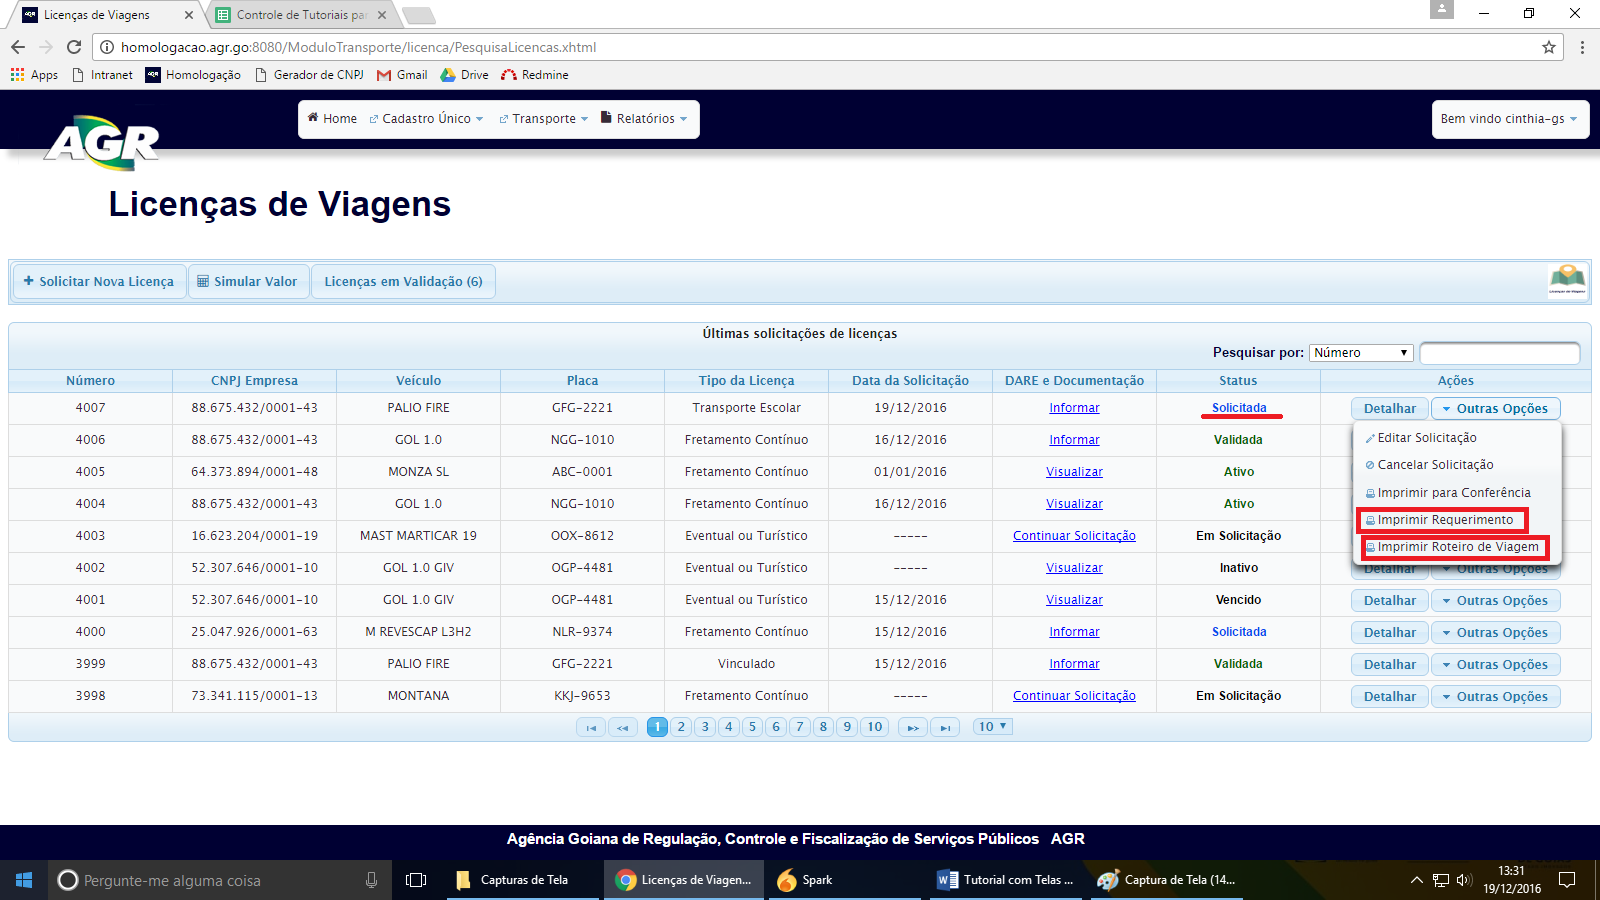 Licenças de Viagens
Controle de Tutoriais pa
homologacao.agr.go:8080/ModuloTransporte/licenca/PesquisaLicencas.xhtml
Apps Intranet Homologação Gerador de CNPJ Gmail Drive Redmine
AGR
Home Cadastro Único Transporte Relatórios
Bem vindo cinthia-gs
Licenças de Viagens
Solicitar Nova Licença Simular Valor Licenças em Validação (6)
Últimas solicitações de licenças
Pesquisar por: Número
Número CNPJ Empresa Veículo Placa Tipo da Licença Data da Solicitação DARE e Documentação Status Ações
4007 88.675.432/0001-43 PALIO FIRE GFG-2221 Transporte Escolar 19/12/2016 Informar Solicitada Detalhar Outras Opções
4006 88.675.432/0001-43 GOL 1.0 NGG-1010 Fretamento Contínuo 16/12/2016 Informar Validada
4005 64.373.894/0001-48 MONZA SL ABC-0001 Fretamento Contínuo 01/01/2016 Visualizar Ativo
4004 88.675.432/0001-43 GOL 1.0 NGG-1010 Fretamento Contínuo 16/12/2016 Visualizar Ativo
4003 16.623.204/0001-19 MAST MARTICAR 19 OOX-8612 Eventual ou Turístico ----- Continuar Solicitação Em Solicitação
4002 52.307.646/0001-10 GOL 1.0 GIV OGP-4481 Eventual ou Turístico ----- Visualizar Inativo Detalhar Outras Opções
4001 52.307.646/0001-10 GOL 1.0 GIV OGP-4481 Eventual ou Turístico 15/12/2016 Visualizar Vencido Detalhar Outras Opções
4000 25.047.926/0001-63 M REVESCAP L3H2 NLR-9374 Fretamento Contínuo 15/12/2016 Informar Solicitada Detalhar Outras Opções
3999 88.675.432/0001-43 PALIO FIRE GFG-2221 Vinculado 15/12/2016 Informar Validada Detalhar Outras Opções
3998 73.341.115/0001-13 MONTANA KKJ-9653 Fretamento Contínuo ----- Continuar Solicitação Em Solicitação Detalhar Outras Opções
Editar Solicitação
Cancelar Solicitação
Imprimir para Conferência
Imprimir Requerimento
Imprimir Roteiro de Viagem
1 2 3 4 5 6 7 8 9 10 10
Agência Goiana de Regulação, Controle e Fiscalização de Serviços Públicos AGR
Pergunte-me alguma coisa
Capturas de Tela
Licenças de Viagen...
Spark
Tutorial com Telas ...
Captura de Tela (14...
13:31
19/12/2016